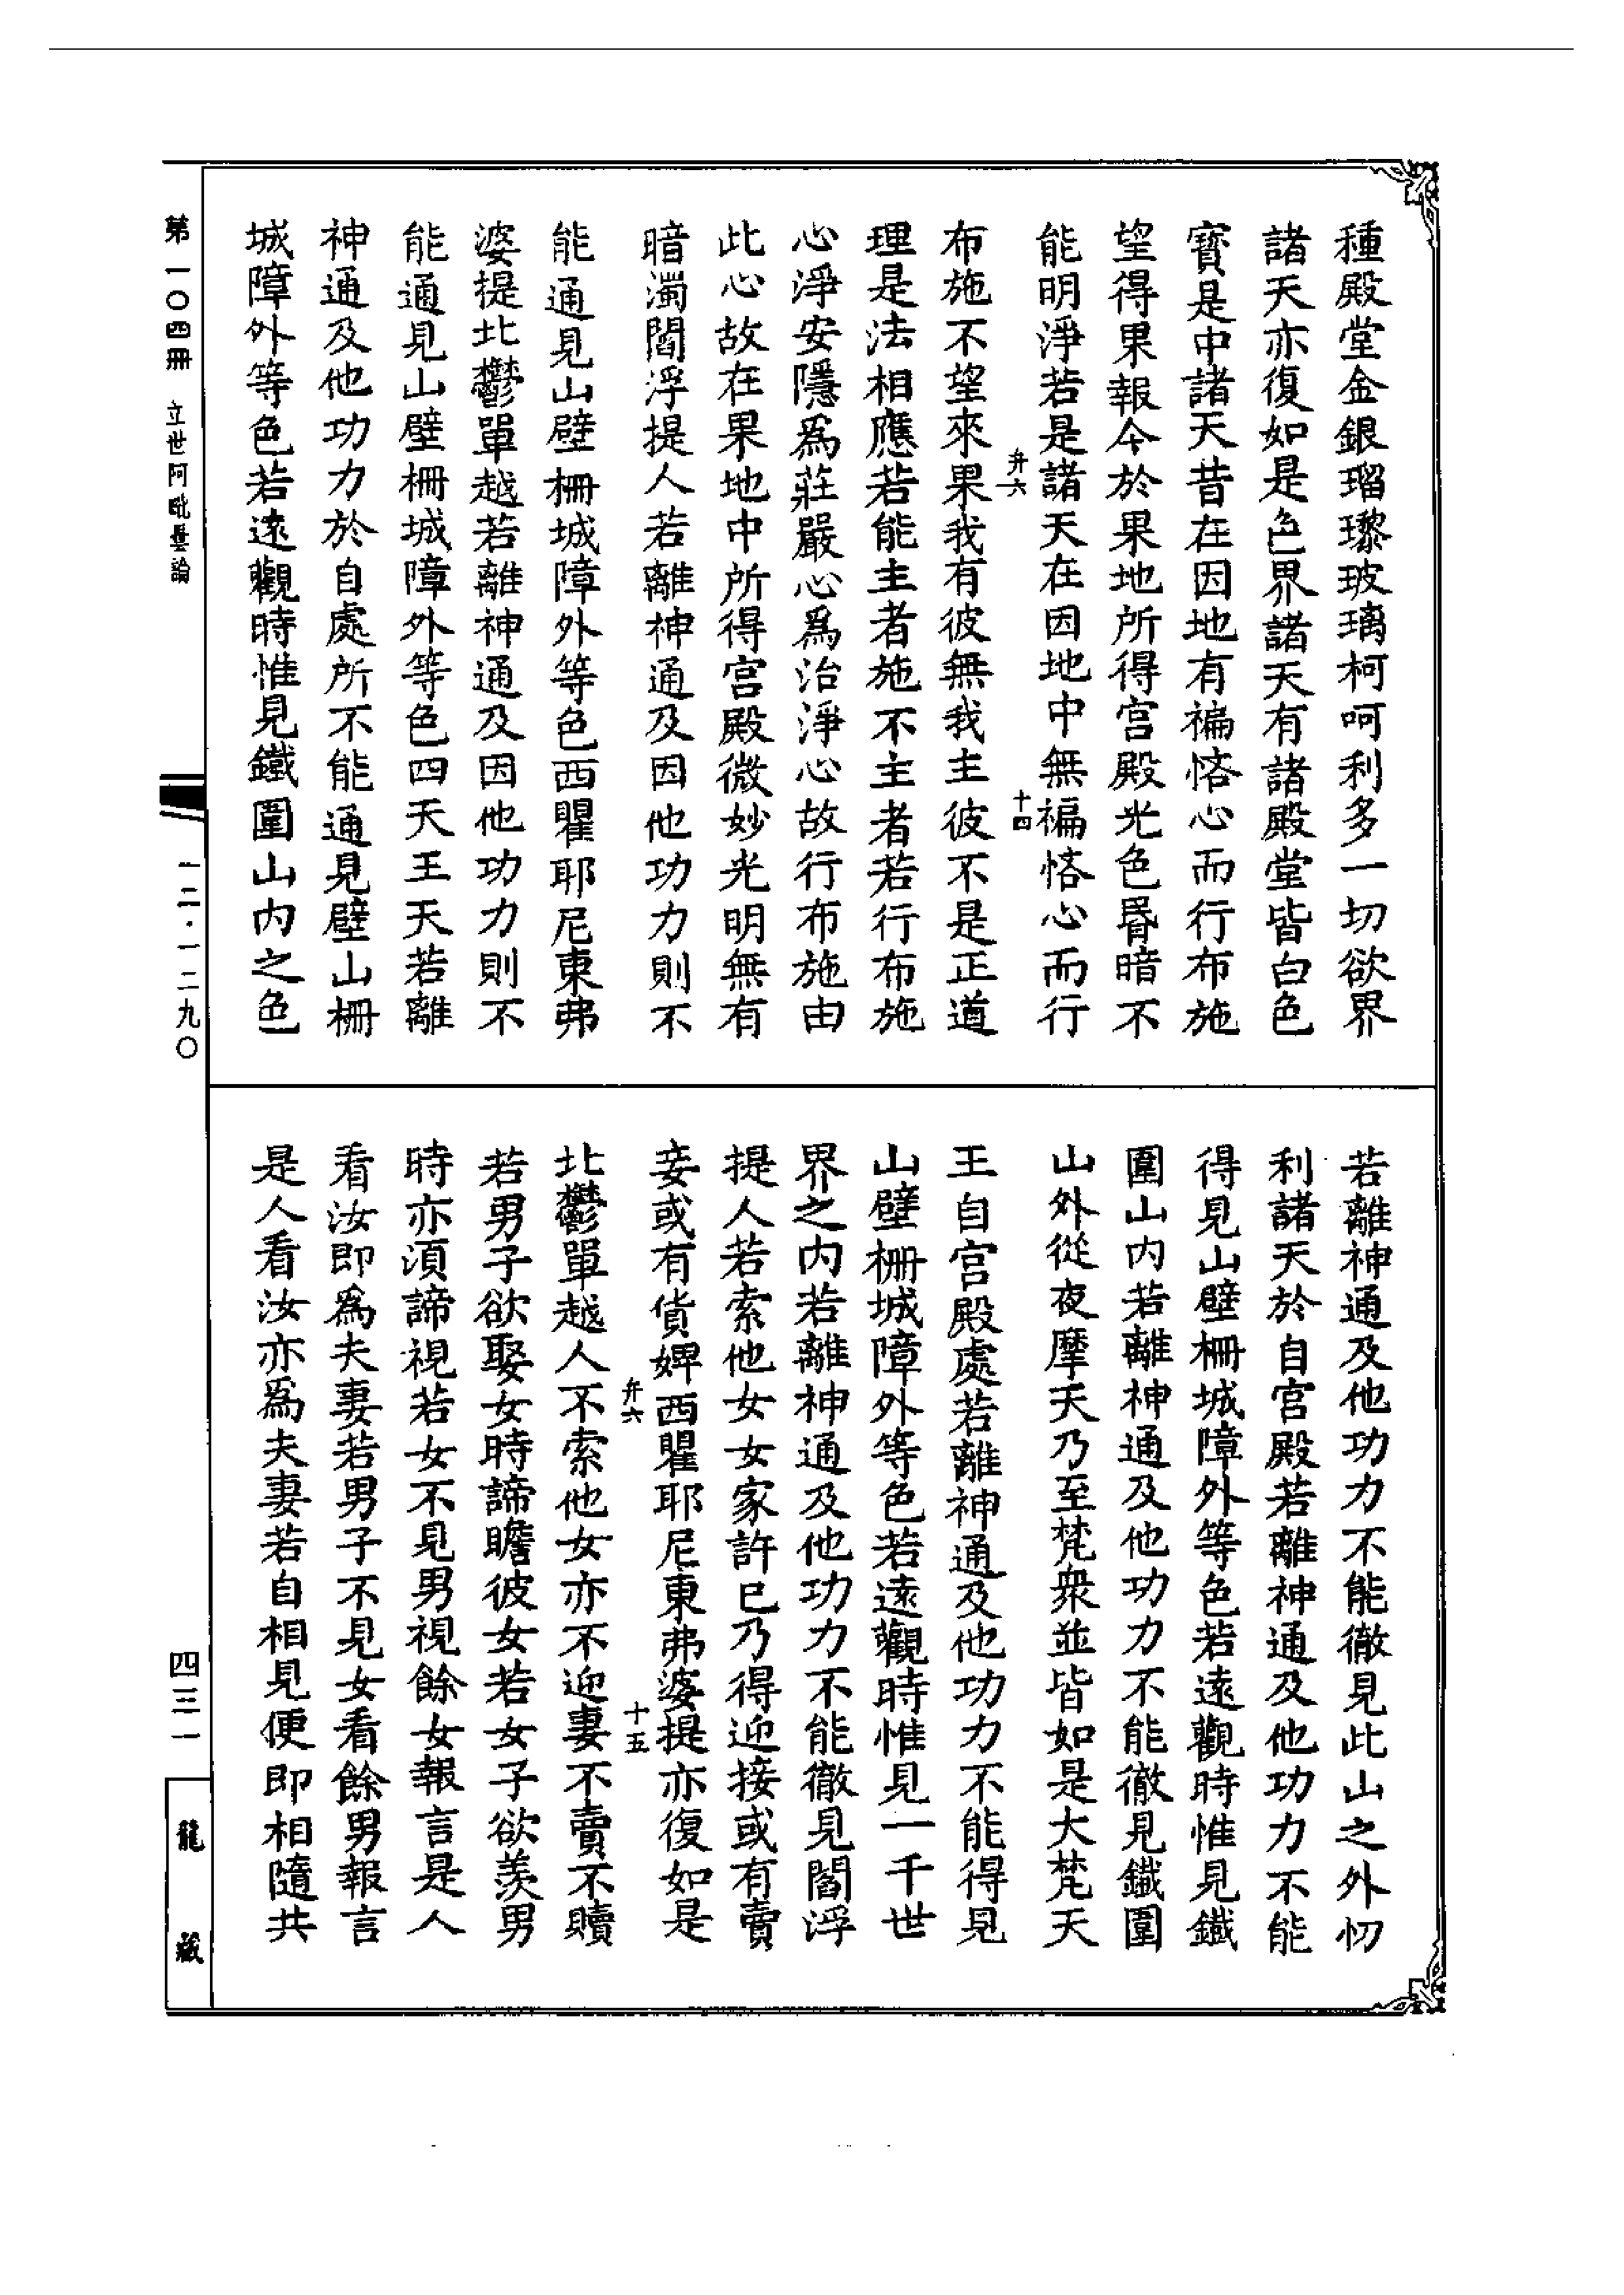 種殿堂金銀瑠瓈玻璃柯呵利多一切欲界
諸天亦復如是色界諸天有諸殿堂皆白色
寳是中諸天昔在因地有褊悋心而行布施
望得果報今於果地所得宮殿光色昬暗不
能明淨若是諸天在因地中無褊悋心而行
弁六
十四
布施不望來果我有彼無我主彼不是正道
理是法相應若能主者施不主者若行布施
心淨安隱爲莊嚴心爲治淨心故行布施由
此心故在果地中所得宮殿微妙光明無有
暗濁閻浮提人若離神通及因他功力則不
能通見山壁柵城障外等色西瞿耶尼東弗
婆提北鬱單越若離神通及因他功力則不
能通見山壁柵城障外等色四天王天若離
神通及他功力於自處所不能通見壁山柵
城障外等色若遠觀時惟見鐵圍山内之色
若離神通及他功力不能徹見此山之外忉
利諸天於自宮殿若離神通及他功力不能
得見山壁柵城障外等色若遠觀時惟見鐵
圍山内若離神通及他功力不能徹見鐵圍
山外從夜摩天乃至梵衆並皆如是大梵天
王自宮殿處若離神通及他功力不能得見
山壁柵城障外等色若遠觀時惟見一千世
界之内若離神通及他功力不能徹見閻浮
提人若索他女女家許已乃得迎接或有賣
妾或有貨婢西瞿耶尼東弗婆提亦復如是
弁六
十五
北鬱單越人不索他女亦不迎妻不賣不贖
若男子欲娶女時諦瞻彼女若女子欲羡男
時亦須諦視若女不見男視餘女報言是人
看汝即爲夫妻若男子不見女看餘男報言
是人看汝亦爲夫妻若自相見便即相隨共
第一〇四冊　立世阿毗曇論
一二·一二九〇
四三一
龍藏